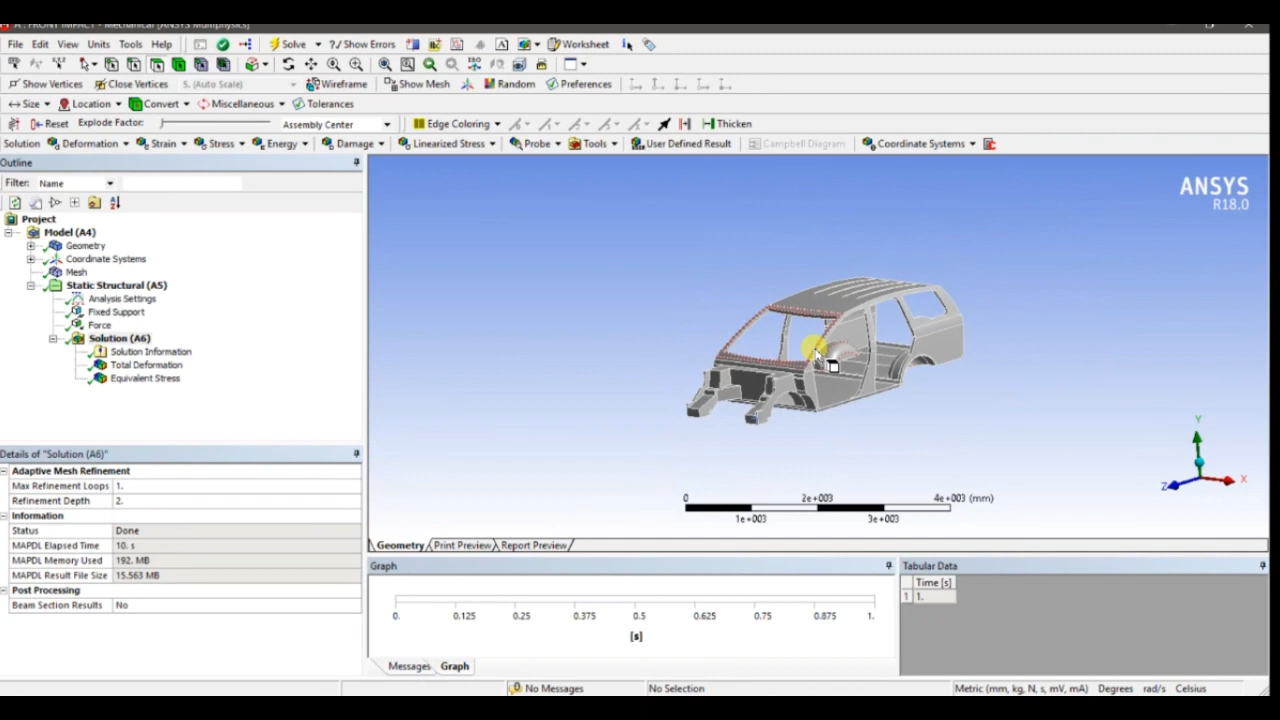 A : FRONT IMPACT - Mechanical [ANSYS Multiphysics]
File Edit View Units Tools Help Solve ?/ Show Errors Worksheet
Show Vertices Close Vertices 5. (Auto Scale) Wireframe Show Mesh Random Preferences
Size Location Convert Miscellaneous Tolerances
Reset Explode Factor: Assembly Center Edge Coloring Thicken
Solution Deformation Strain Stress Energy Damage Linearized Stress Probe Tools User Defined Result Campbell Diagram Coordinate Systems
Outline
Filter: Name
Project
Model (A4)
Geometry
Coordinate Systems
Mesh
Static Structural (A5)
Analysis Settings
Fixed Support
Force
Solution (A6)
Solution Information
Total Deformation
Equivalent Stress
Details of "Solution (A6)"
Adaptive Mesh Refinement
Max Refinement Loops 1.
Refinement Depth 2.
Information
Status Done
MAPDL Elapsed Time 10. s
MAPDL Memory Used 192. MB
MAPDL Result File Size 15.563 MB
Post Processing
Beam Section Results No
ANSYS
R18.0
Y
Z X
0 2e+003 4e+003 (mm)
1e+003 3e+003
Geometry Print Preview Report Preview
Graph
0. 0.125 0.25 0.375 0.5 0.625 0.75 0.875 1.
[s]
Messages Graph
Tabular Data
Time [s]
1 1.
No Messages No Selection Metric (mm, kg, N, s, mV, mA) Degrees rad/s Celsius